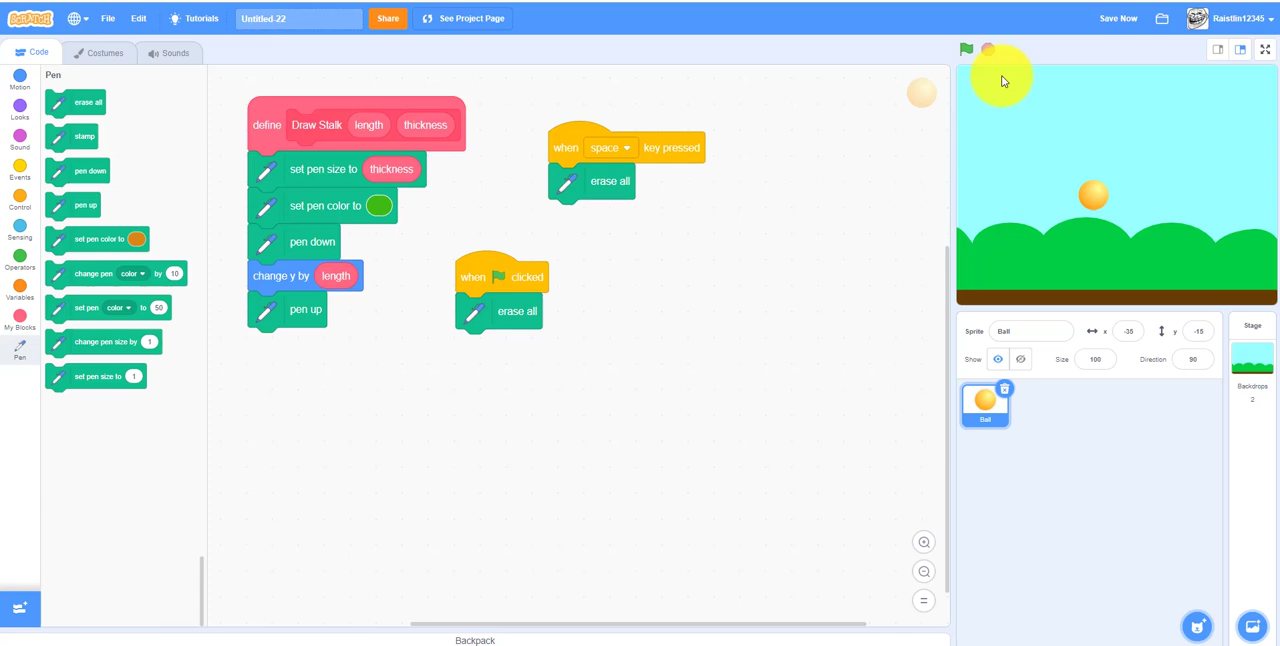 SCRATCH File Edit Tutorials Untitled-22 Share See Project Page Save Now Raistlin12345
Code Costumes Sounds
Motion
Looks
Sound
Events
Control
Sensing
Operators
Variables
My Blocks
Pen
Pen
erase all
stamp
pen down
pen up
set pen color to
change pen color by 10
set pen color to 50
change pen size by 1
set pen size to 1
define Draw Stalk length thickness
set pen size to thickness
set pen color to
pen down
change y by length
pen up
when space key pressed
erase all
when clicked
erase all
Sprite Ball x -35 y -15
Show Size 100 Direction 90
Ball
Stage
Backdrops
2
Backpack